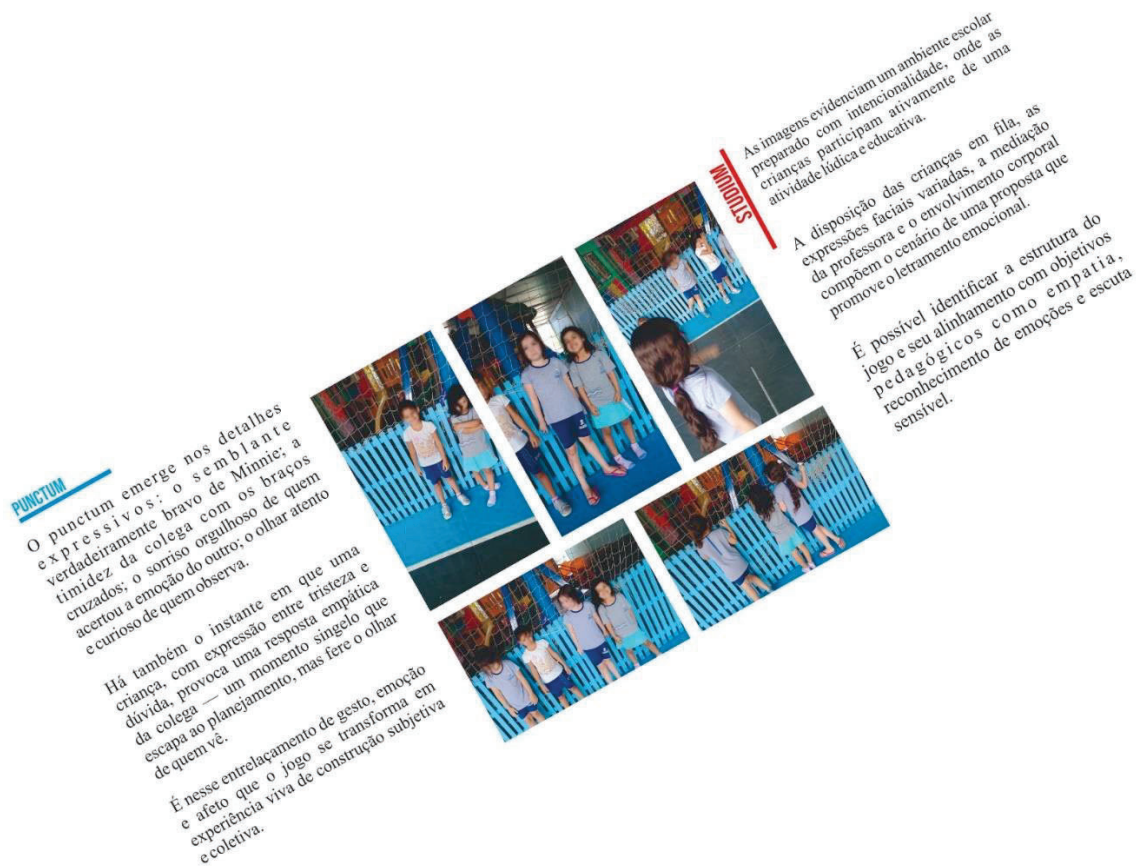 PUNCTUM
O punctum emerge nos detalhes
expressivos: o semblante
verdadeiramente bravo de Minnie; a
timidez da colega com os braços
cruzados; o sorriso orgulhoso de quem
acertou a emoção do outro; o olhar atento
e curioso de quem observa.
Há também o instante em que uma
criança, com expressão entre tristeza e
dúvida, provoca uma resposta empática
da colega — um momento singelo que
escapa ao planejamento, mas fere o olhar
de quem vê.
É nesse entrelaçamento de gesto, emoção
e afeto que o jogo se transforma em
experiência viva de construção subjetiva
e coletiva.
STUDIUM
As imagens evidenciam um ambiente escolar
preparado com intencionalidade, onde as
crianças participam ativamente de uma
atividade lúdica e educativa.
A disposição das crianças em fila, as
expressões faciais variadas, a mediação
da professora e o envolvimento corporal
compõem o cenário de uma proposta que
promove o letramento emocional.
É possível identificar a estrutura do
jogo e seu alinhamento com objetivos
pedagógicos como empatia,
reconhecimento de emoções e escuta
sensível.